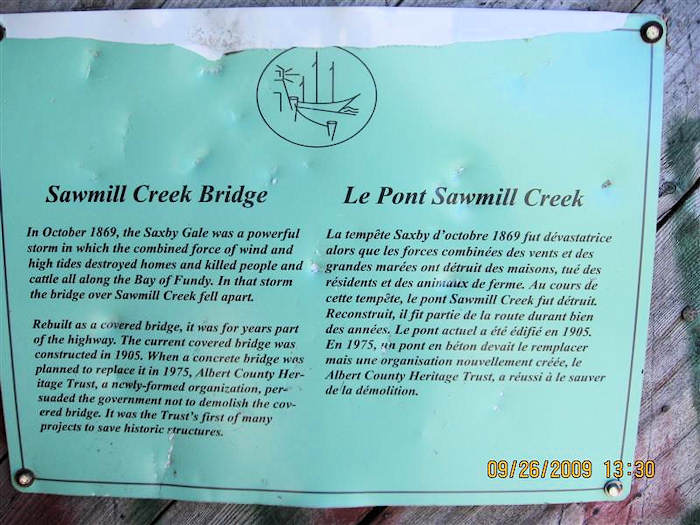 Sawmill Creek Bridge
In October 1869, the Saxby Gale was a powerful
storm in which the combined force of wind and
high tides destroyed homes and killed people and
cattle all along the Bay of Fundy. In that storm
the bridge over Sawmill Creek fell apart.
Rebuilt as a covered bridge, it was for years part
of the highway. The current covered bridge was
constructed in 1905. When a concrete bridge was
planned to replace it in 1975, Albert County Her-
itage Trust, a newly-formed organization, per-
suaded the government not to demolish the cov-
ered bridge. It was the Trust's first of many
projects to save historic structures.
Le Pont Sawmill Creek
La tempête Saxby d'octobre 1869 fut dévastatrice
alors que les forces combinées des vents et des
grandes marées ont détruit des maisons, tué des
résidents et des animaux de ferme. Au cours de
cette tempête, le pont Sawmill Creek fut détruit.
Reconstruit, il fit partie de la route durant bien
des années. Le pont actuel a été édifié en 1905.
En 1975, un pont en béton devait le remplacer
mais une organisation nouvellement créée, le
Albert County Heritage Trust, a réussi à le sauver
de la démolition.
09/26/2009 13:30